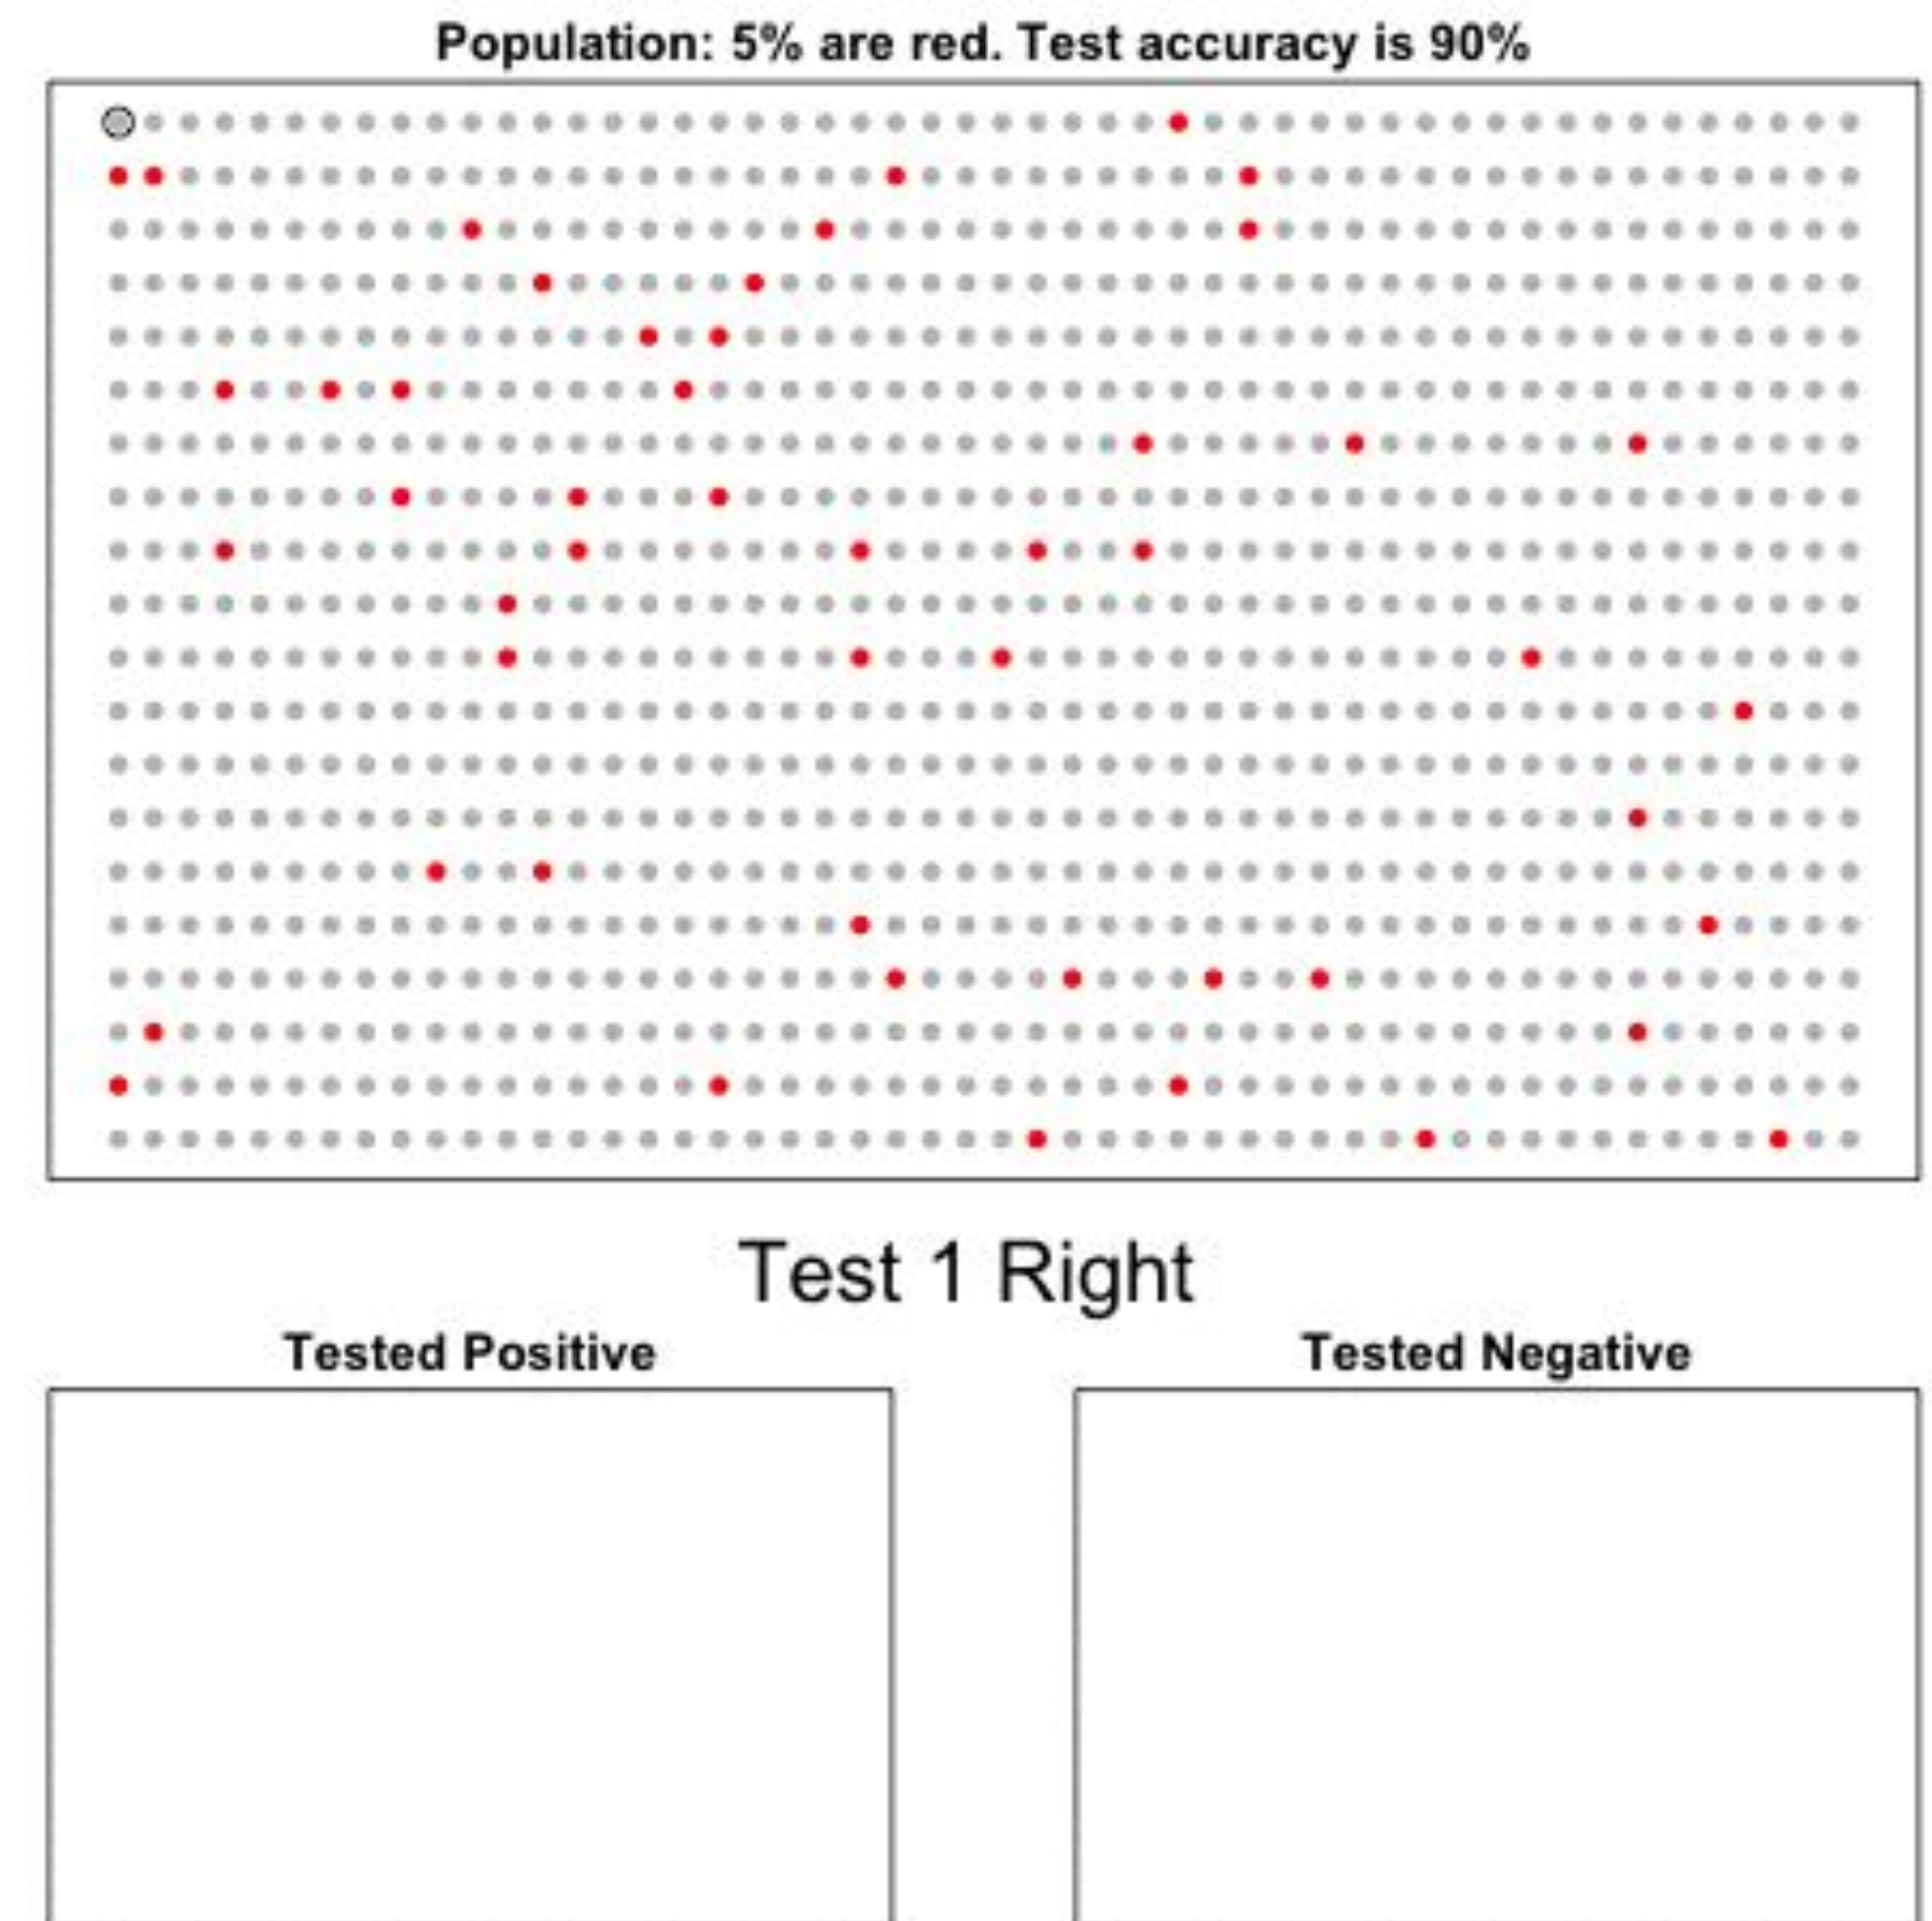 Population: 5% are red. Test accuracy is 90%
Test 1 Right
Tested Positive
Tested Negative